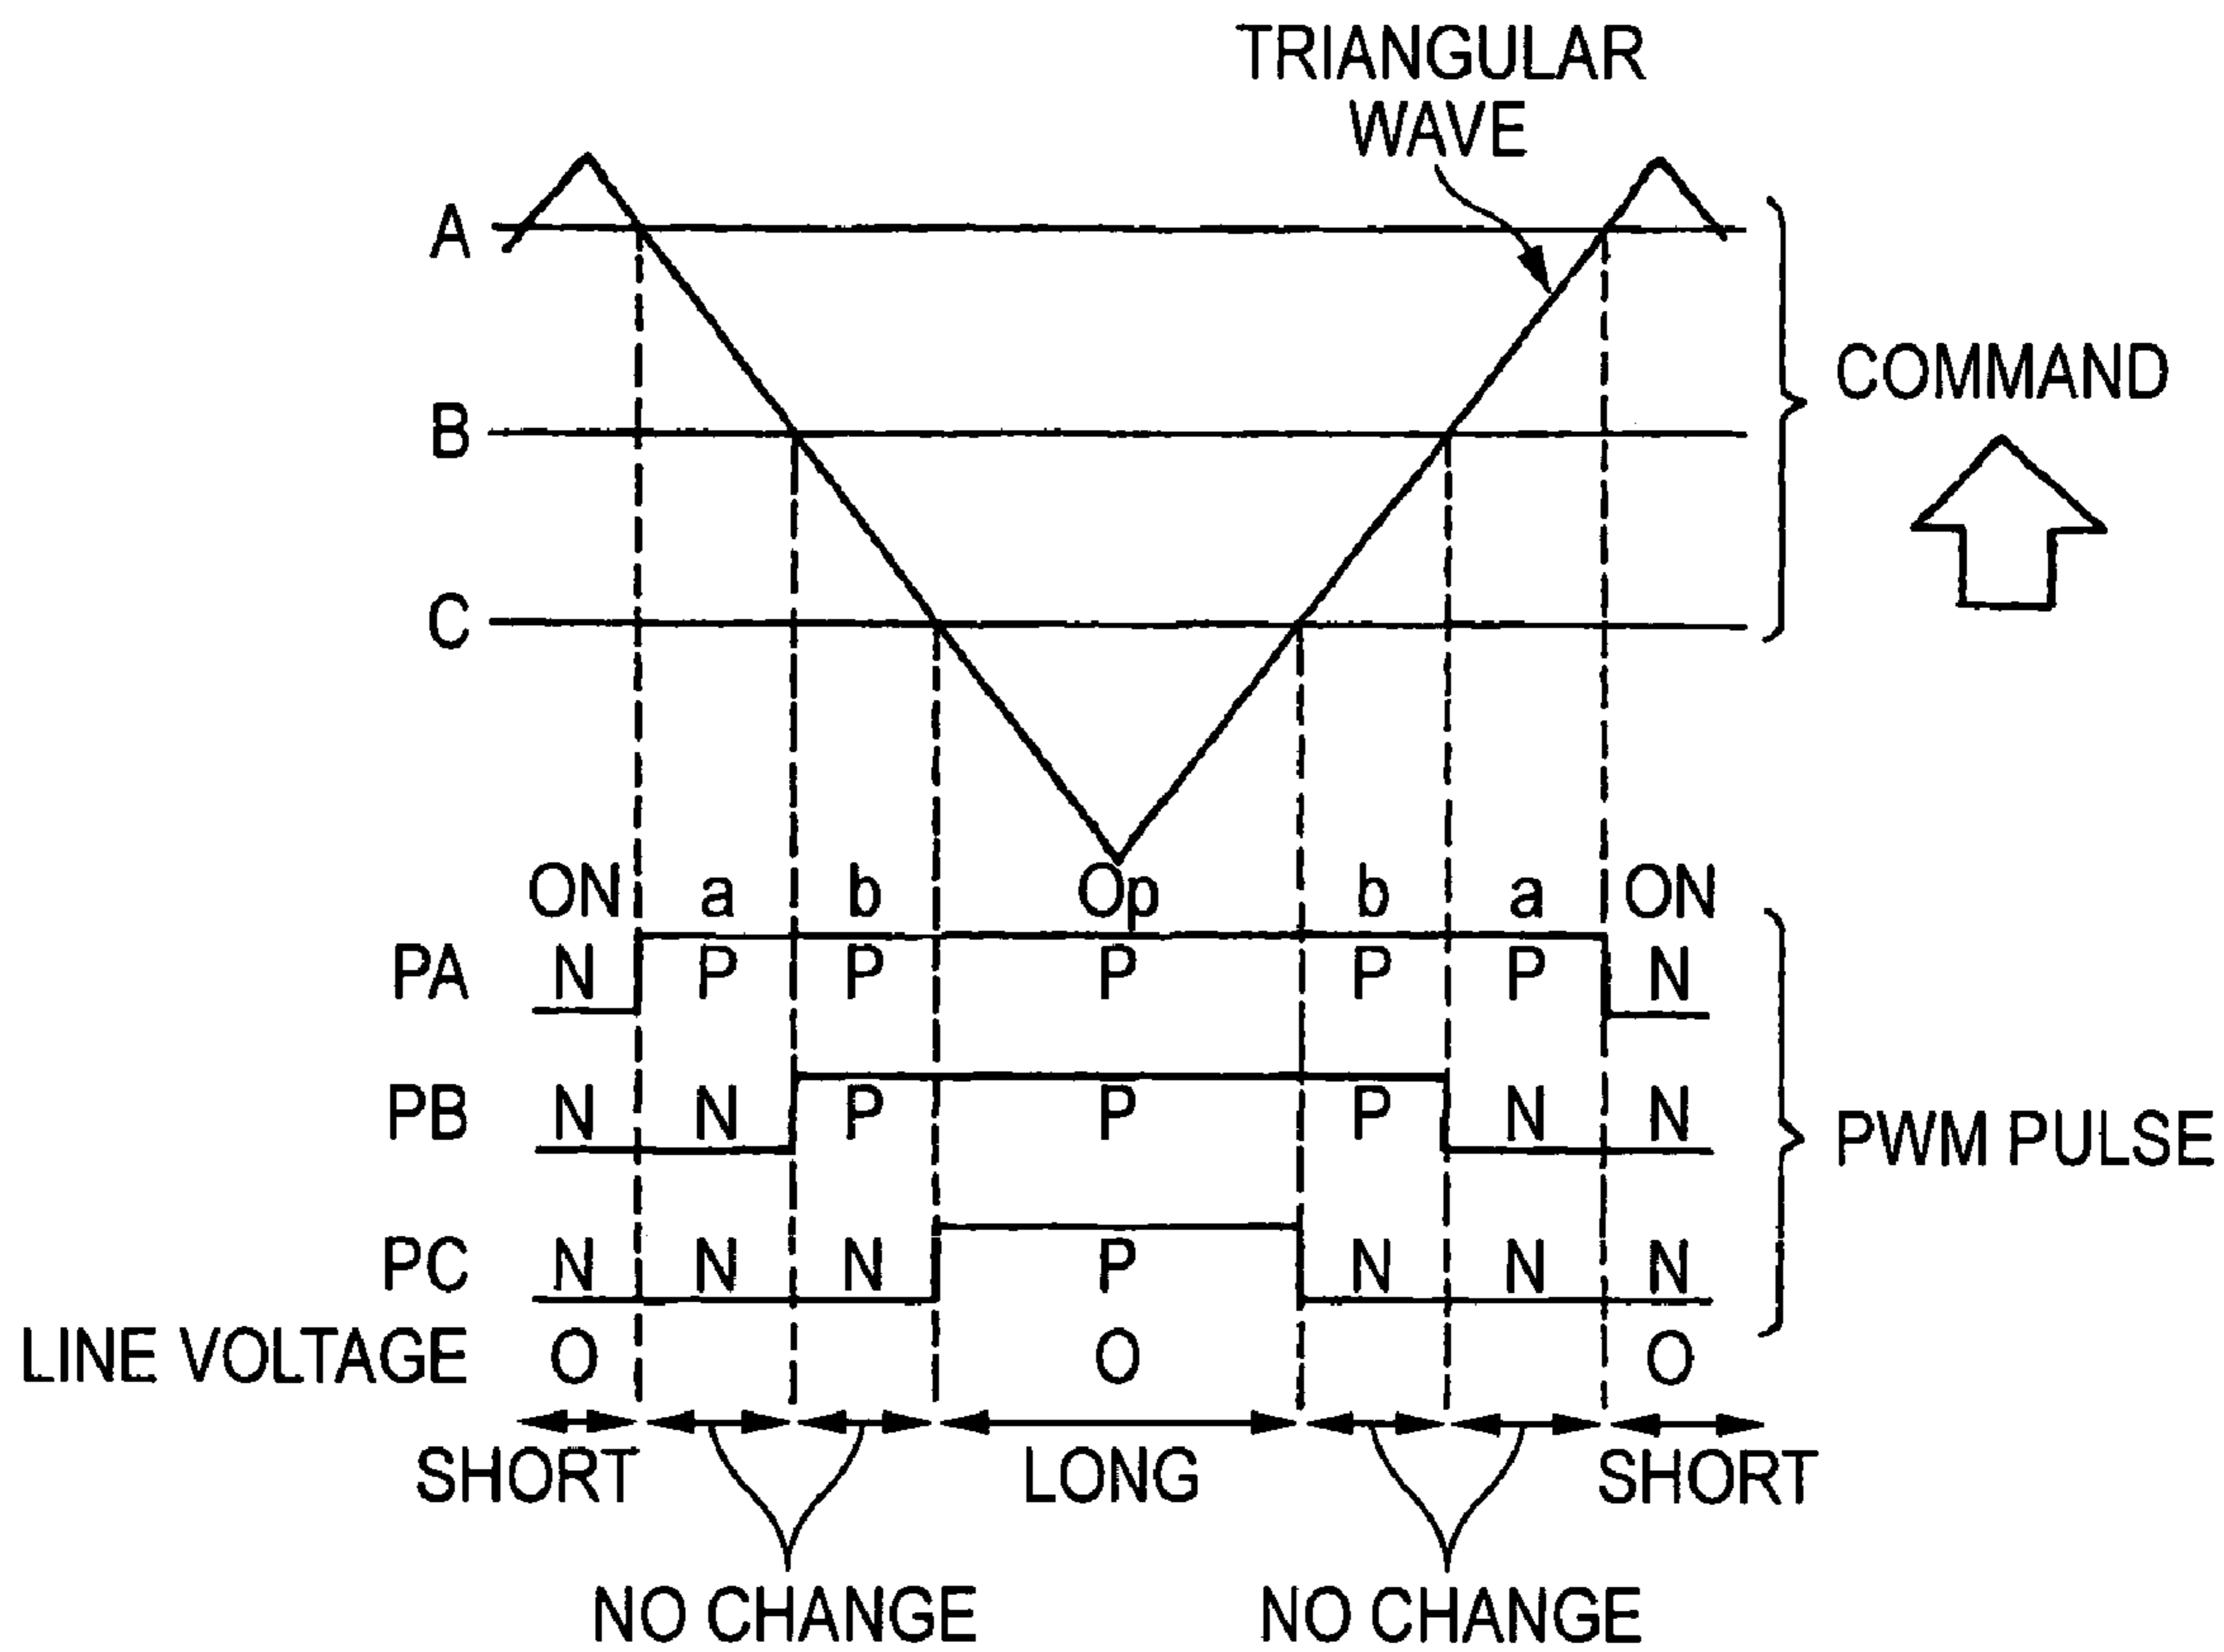 TRIANGULAR
WAVE
A
B
C
COMMAND
ON a b Op b a ON
PA N P P P P P N
PB N N P P P N N
PC N N N P N N N
PWM PULSE
LINE VOLTAGE O O O
SHORT LONG SHORT
NO CHANGE NO CHANGE